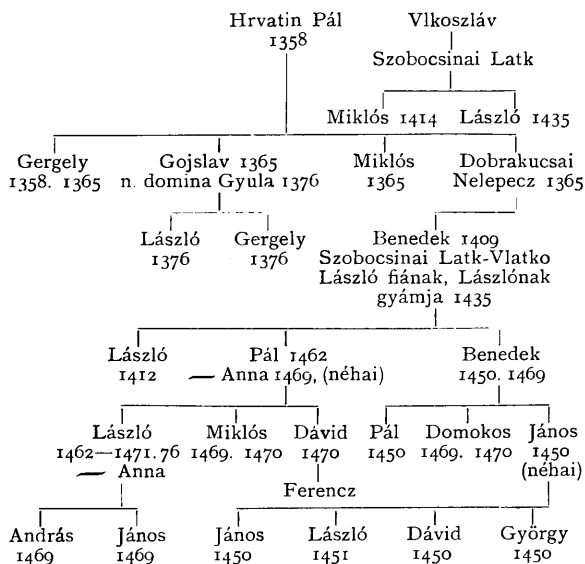 Hrvatin Pál Vlkoszláv
1358
Szobocsinai Latk
Miklós 1414 László 1435
Gergely Gojslav 1365 Miklós Dobrakucsai
1358. 1365 n. domina Gyula 1376 1365 Nelepecz 1365
László Gergely Benedek 1409
1376 1376 Szobocsinai Latk-Vlatko
László fiának, Lászlónak
gyámja 1435
László Pál 1462 Benedek
1412 — Anna 1469, (néhai) 1450. 1469
László Miklós Dávid Pál Domokos János
1462—1471. 76 1469. 1470 1470 1450 1469. 1470 1450
— Anna (néhai)
Ferencz
András János János László Dávid György
1469 1469 1450 1451 1450 1450